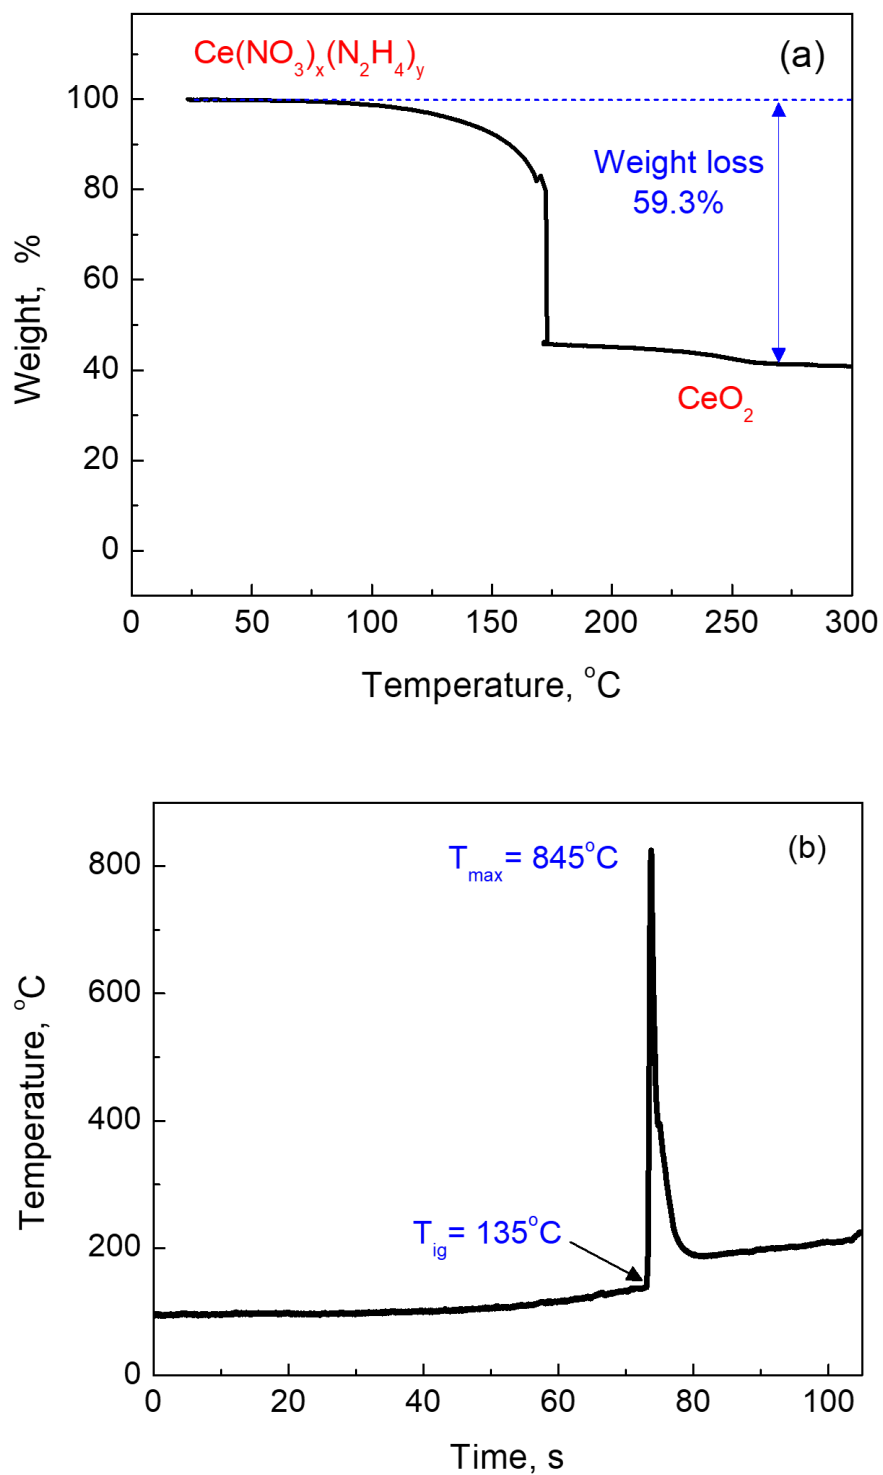 Ce(NO₃)ₓ(N₂H₄)ᵧ
(a)
100
80
60
40
20
0
Weight, %
Weight loss
59.3%
CeO₂
0 50 100 150 200 250 300
Temperature, °C
(b)
800
600
400
200
0
Temperature, °C
Tmax= 845°C
Tig= 135°C
0 20 40 60 80 100
Time, s